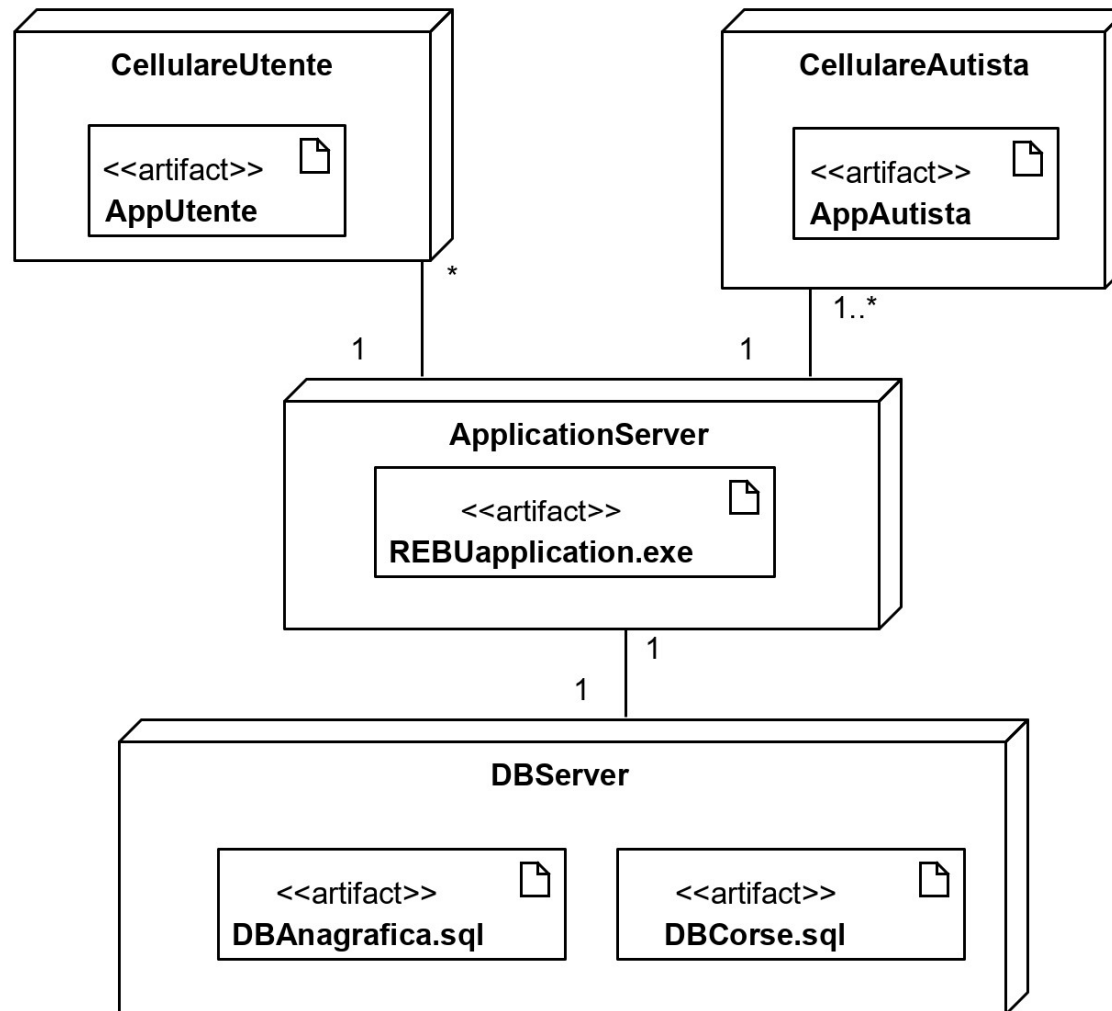 CellulareUtente
<<artifact>>
AppUtente
CellulareAutista
<<artifact>>
AppAutista
*
1..*
1
1
ApplicationServer
<<artifact>>
REBUapplication.exe
1
1
DBServer
<<artifact>>
DBAnagrafica.sql
<<artifact>>
DBCorse.sql